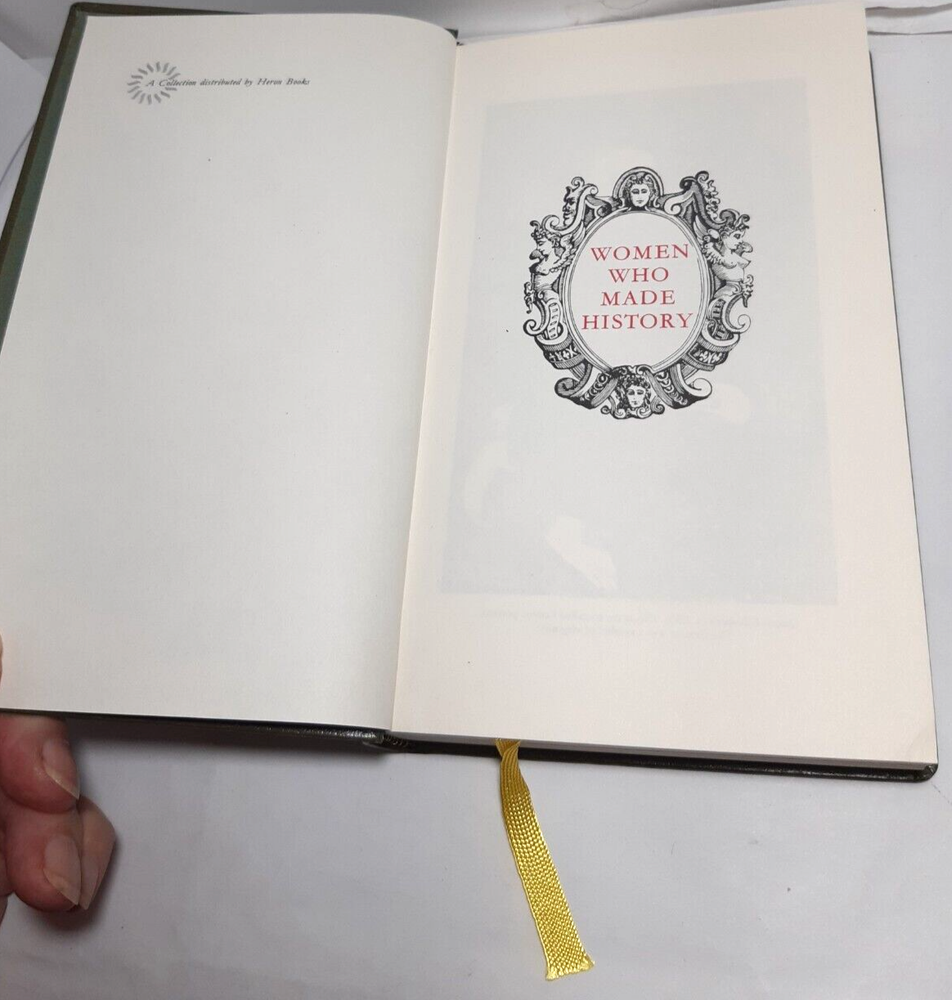 A Collection distributed by Heron Books
WOMEN
WHO
MADE
HISTORY